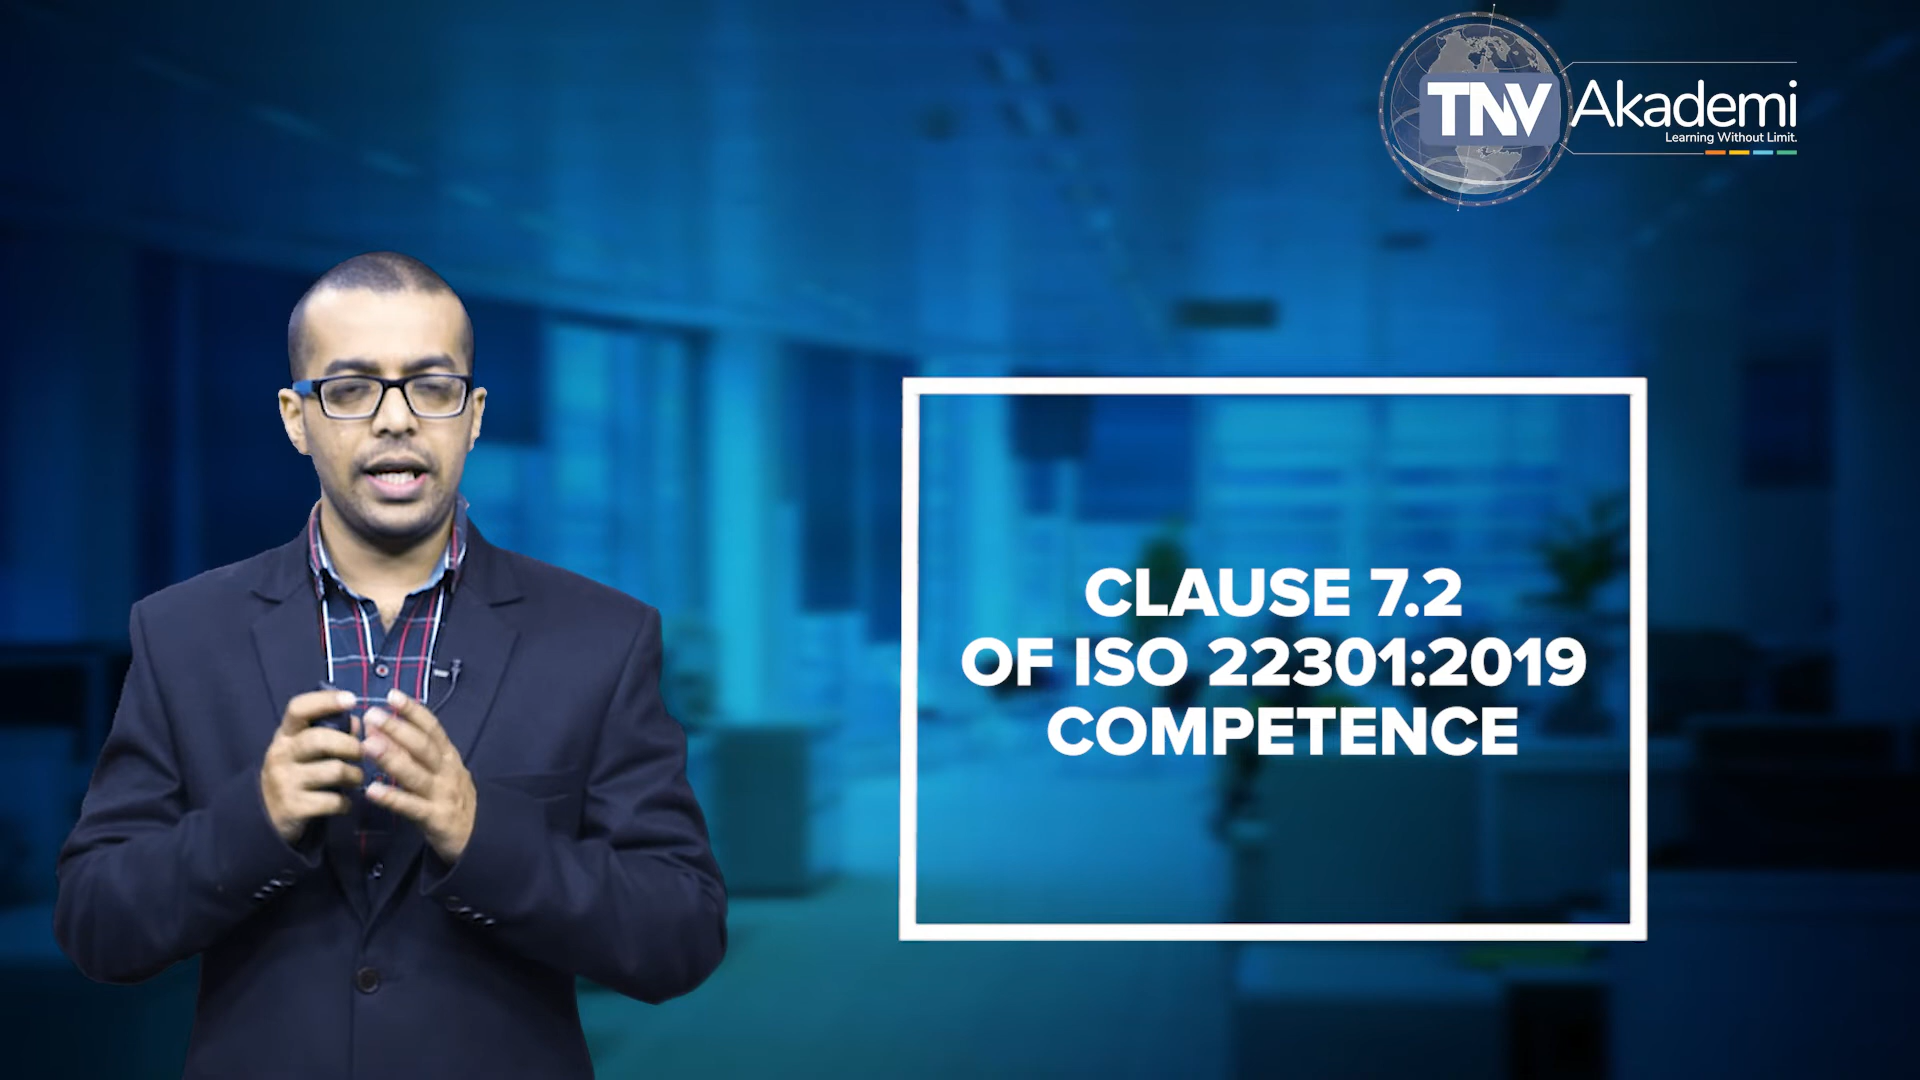 TNV Akademi
Learning Without Limit.
CLAUSE 7.2
OF ISO 22301:2019
COMPETENCE